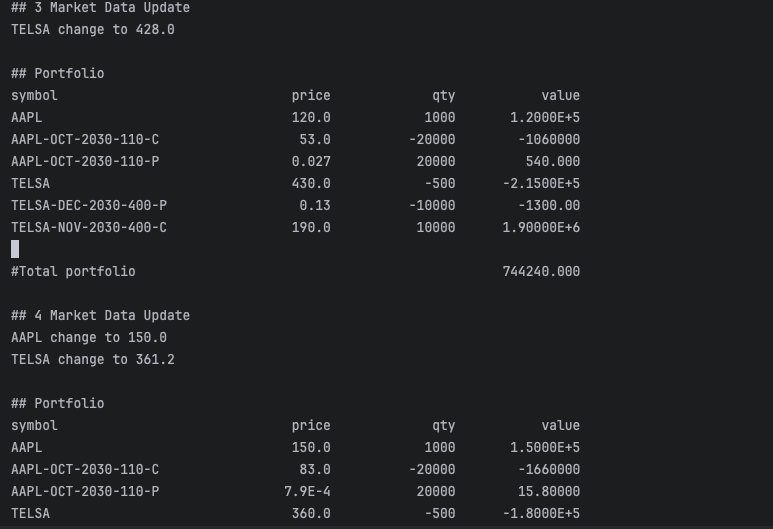 ## 3 Market Data Update
TELSA change to 428.0
## Portfolio
symbol price qty value
AAPL 120.0 1000 1.2000E+5
AAPL-OCT-2030-110-C 53.0 -20000 -1060000
AAPL-OCT-2030-110-P 0.027 20000 540.000
TELSA 430.0 -500 -2.1500E+5
TELSA-DEC-2030-400-P 0.13 -10000 -1300.00
TELSA-NOV-2030-400-C 190.0 10000 1.90000E+6
#Total portfolio 744240.000
## 4 Market Data Update
AAPL change to 150.0
TELSA change to 361.2
## Portfolio
symbol price qty value
AAPL 150.0 1000 1.5000E+5
AAPL-OCT-2030-110-C 83.0 -20000 -1660000
AAPL-OCT-2030-110-P 7.9E-4 20000 15.80000
TELSA 360.0 -500 -1.8000E+5